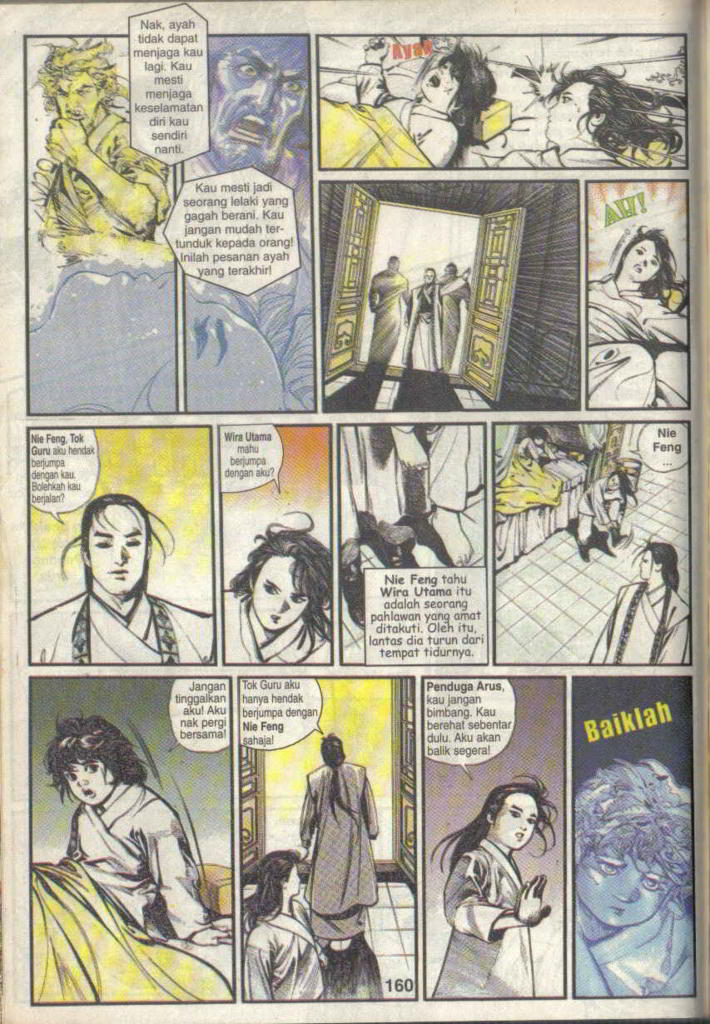 Nak, ayah
tidak dapat
menjaga kau
lagi. Kau
mesti
menjaga
keselamatan
diri kau
sendiri
nanti.
Kau mesti jadi
seorang lelaki yang
gagah berani. Kau
jangan mudah ter-
tunduk kepada orang!
Inilah pesanan ayah
yang terakhir!
Ayah
AH!
Nie Feng, Tok
Guru aku hendak
berjumpa
dengan kau.
Bolehkah kau
berjalan?
Wira Utama
mahu
berjumpa
dengan aku?
Nie Feng tahu
Wira Utama itu
adalah seorang
pahlawan yang amat
ditakuti. Oleh itu,
lantas dia turun dari
tempat tidurnya.
Nie
Feng
...
Jangan
tinggalkan
aku! Aku
nak pergi
bersama!
Tok Guru aku
hanya hendak
berjumpa dengan
Nie Feng
sahaja!
Penduga Arus,
kau jangan
bimbang. Kau
berehat sebentar
dulu. Aku akan
balik segera!
Baiklah
160